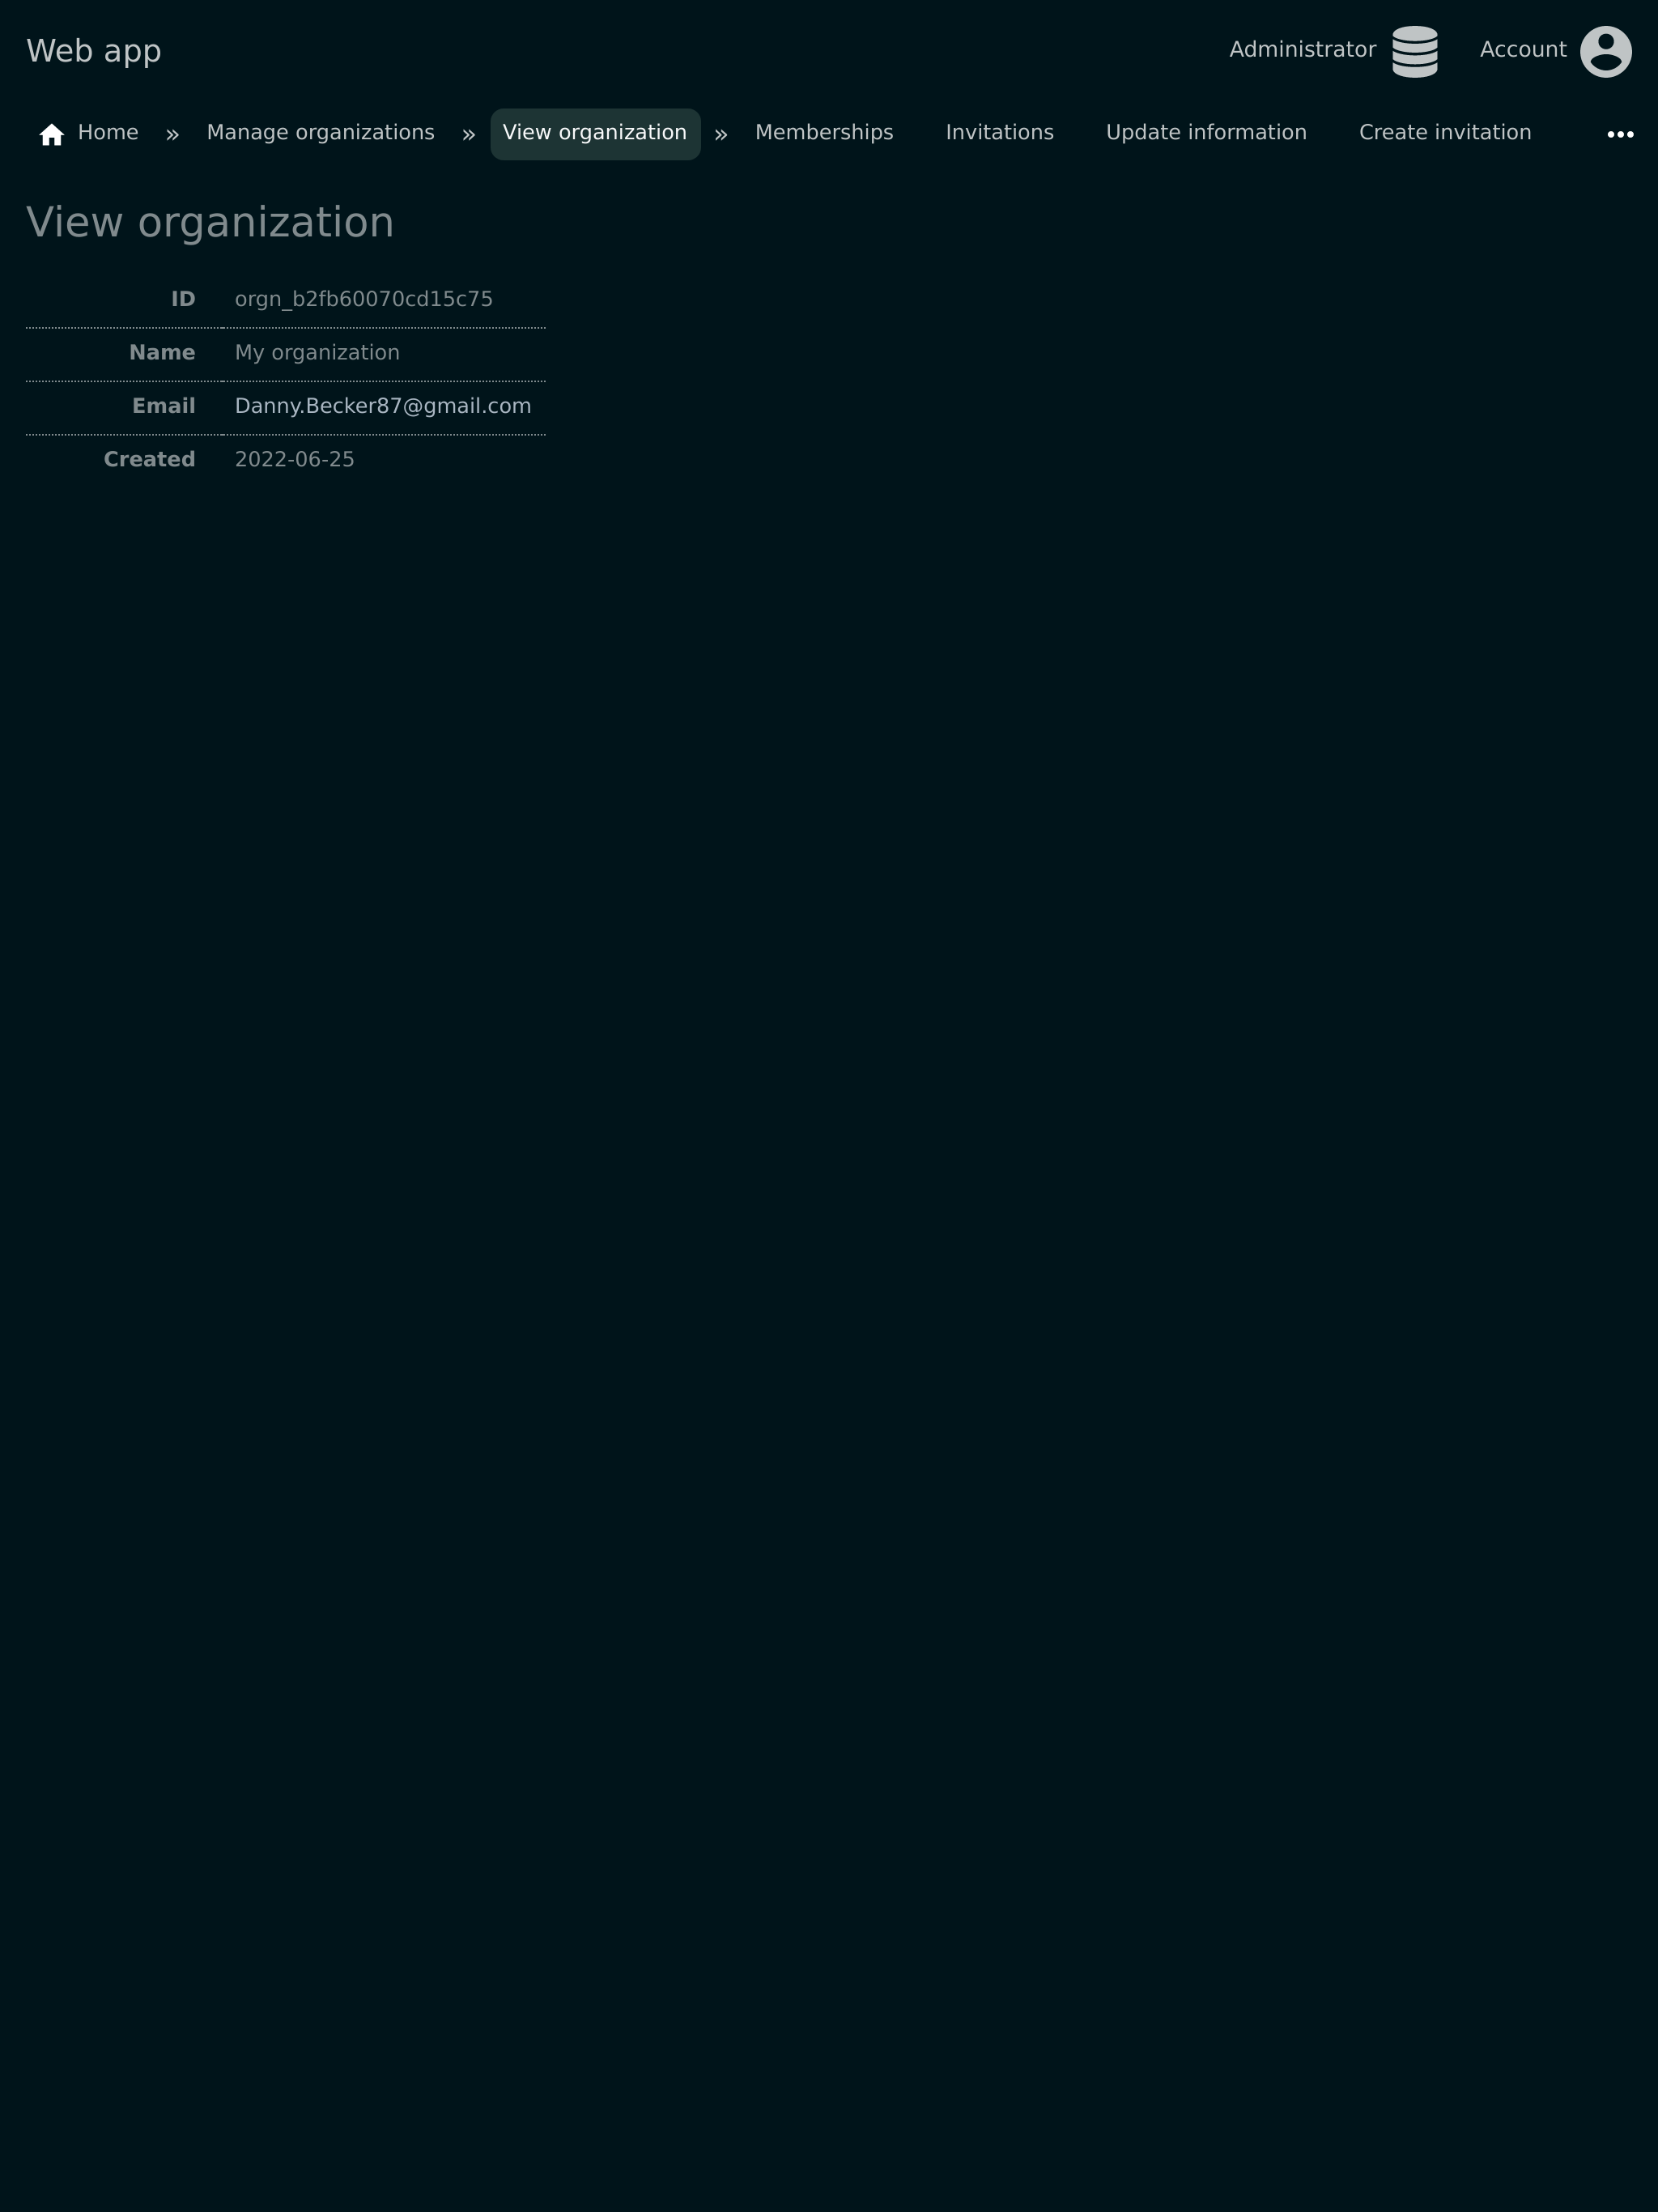 Web app
Administrator
Account
Home » Manage organizations » View organization » Memberships Invitations Update information Create invitation •••
View organization
ID orgn_b2fb60070cd15c75
Name My organization
Email Danny.Becker87@gmail.com
Created 2022-06-25